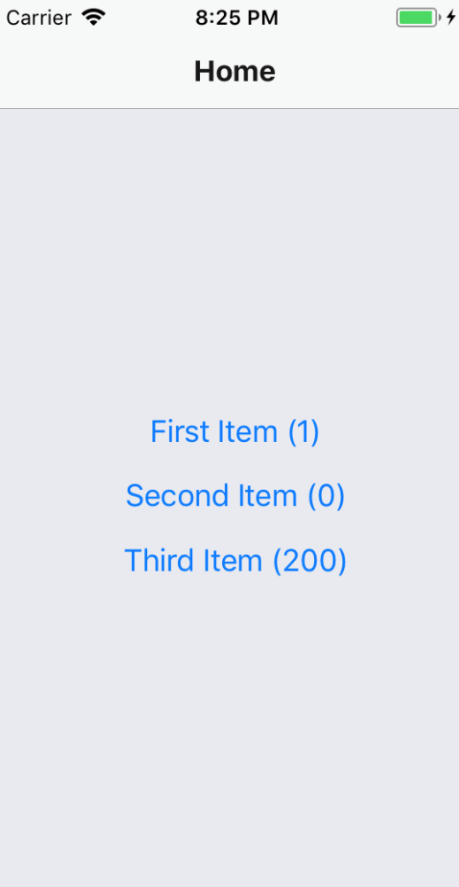 Carrier 8:25 PM
Home
First Item (1)
Second Item (0)
Third Item (200)